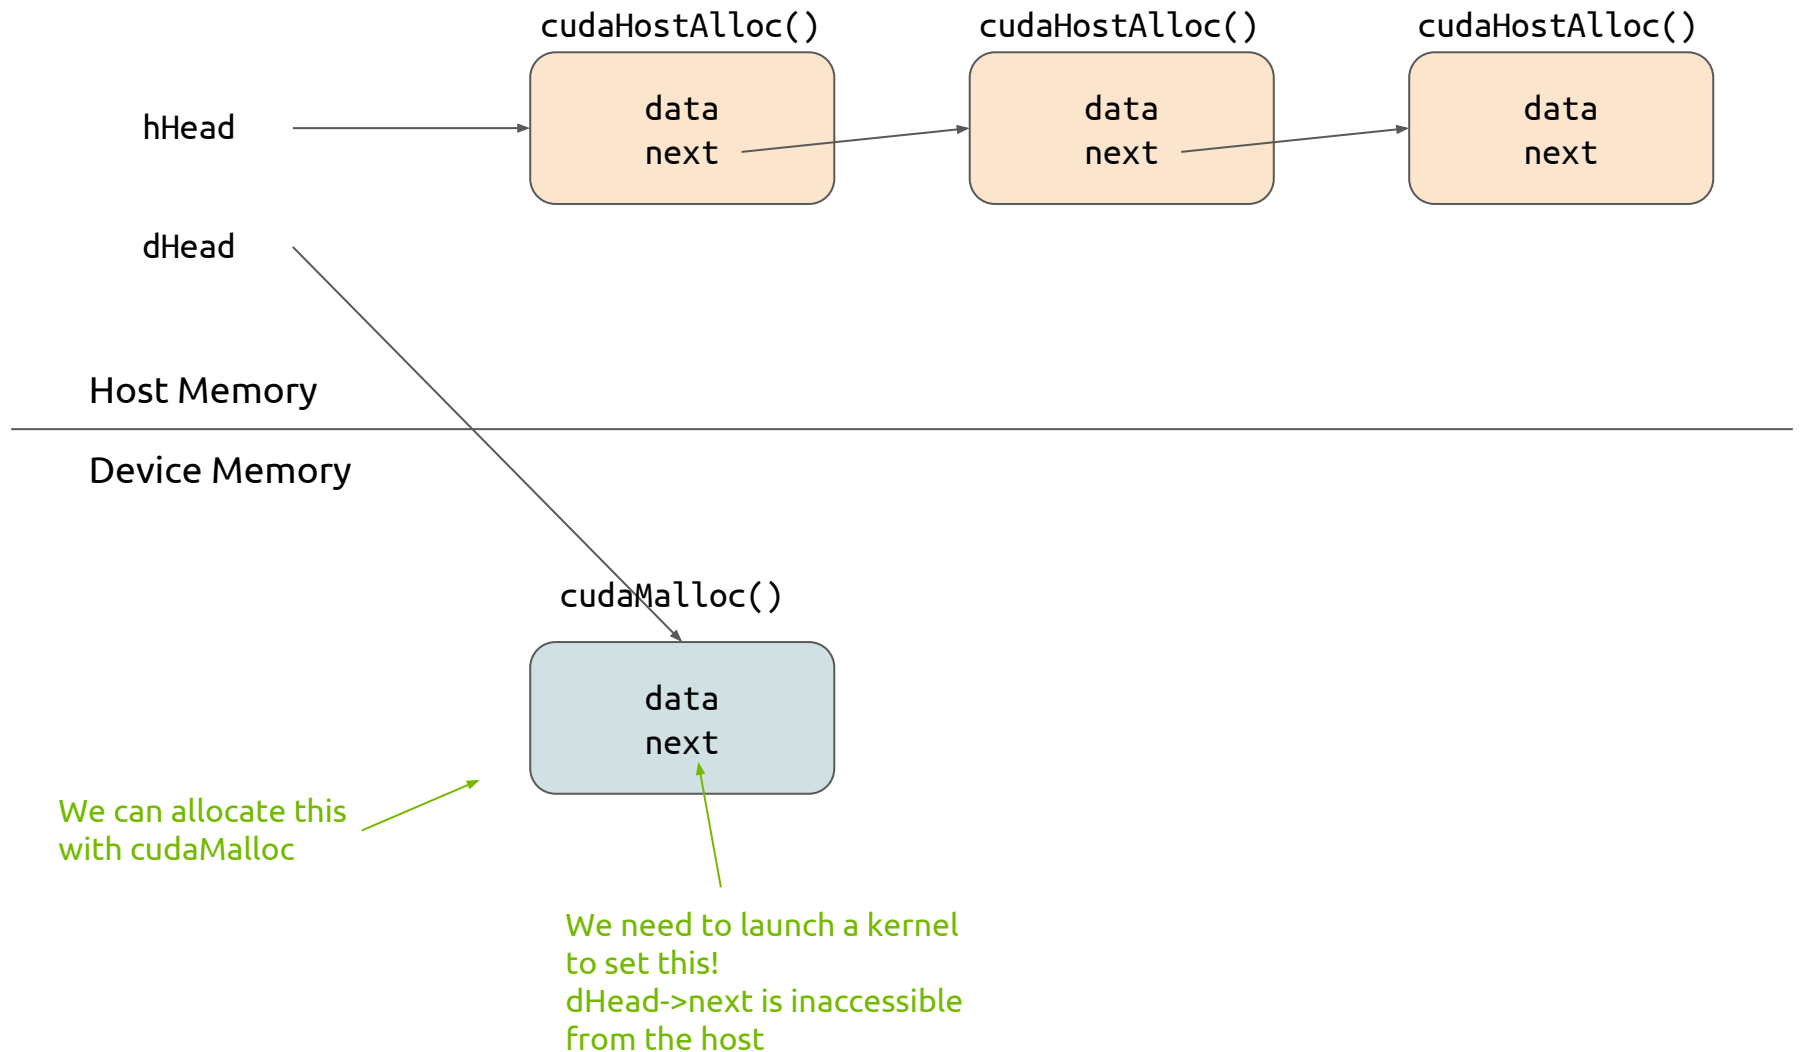 cudaHostAlloc() cudaHostAlloc() cudaHostAlloc()
data data data
hHead
next next next
dHead
Host Memory
Device Memory
cudaMalloc()
data
next
We can allocate this
with cudaMalloc
We need to launch a kernel
to set this!
dHead->next is inaccessible
from the host